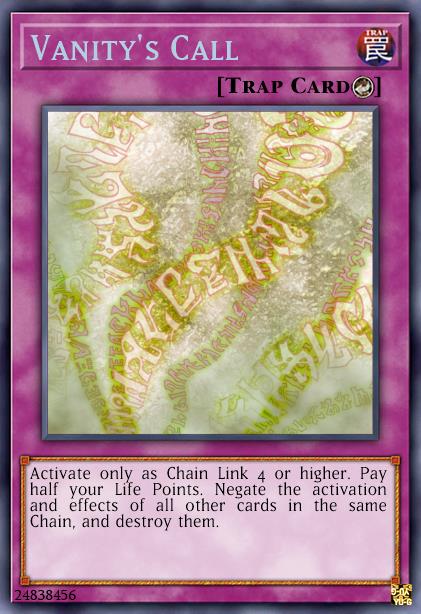 Vanity's Call
TRAP
罠
[Trap Card]
Activate only as Chain Link 4 or higher. Pay
half your Life Points. Negate the activation
and effects of all other cards in the same
Chain, and destroy them.
24838456